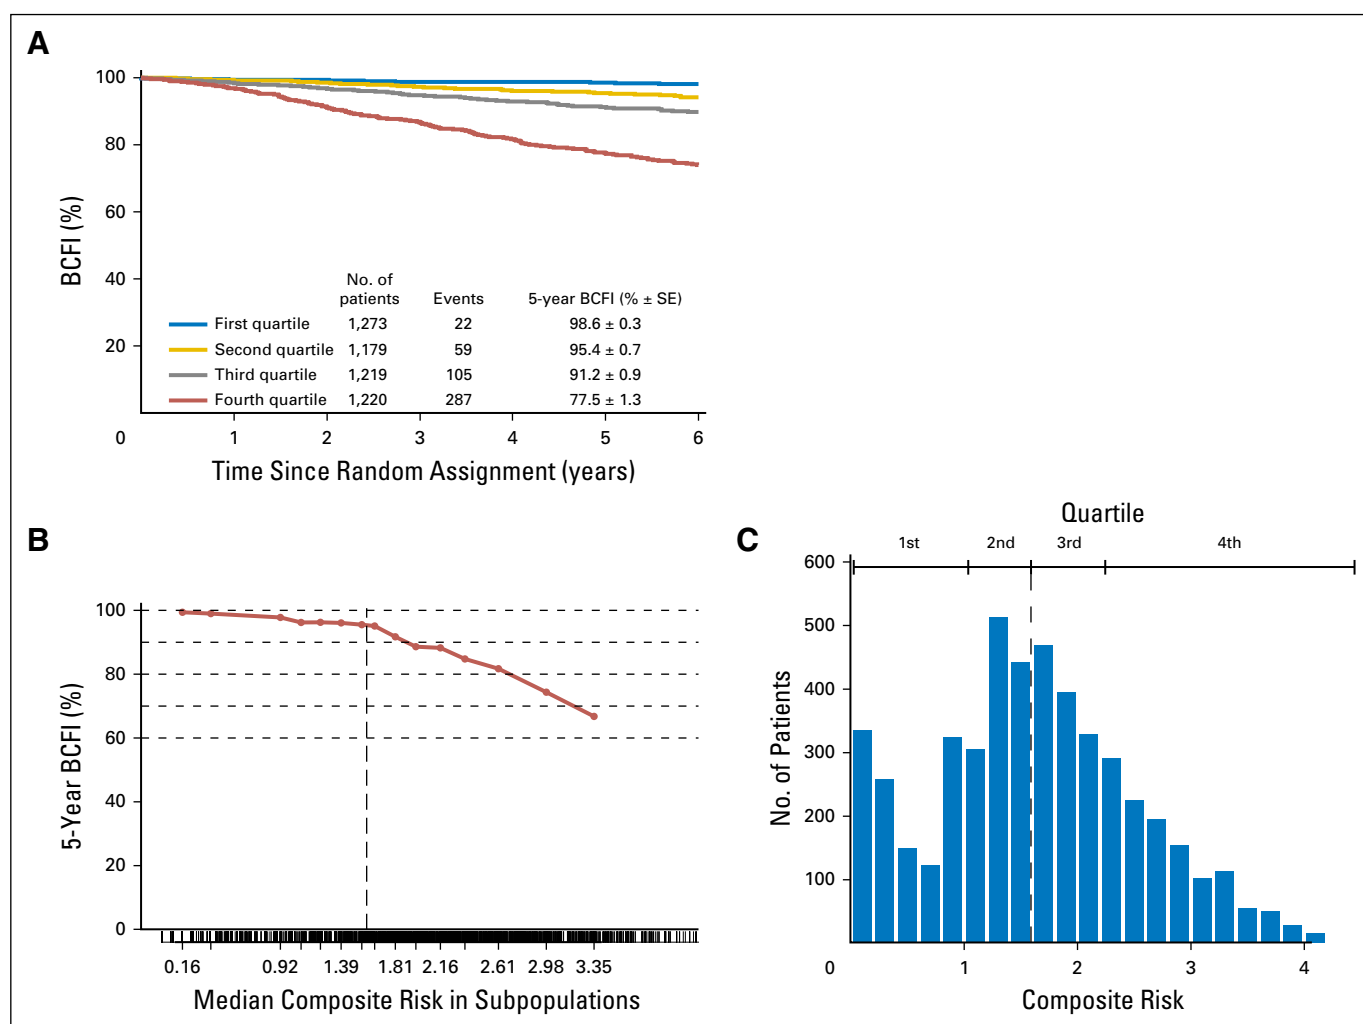 A
100
80
60
40
20
0
BCFI (%)
No. of
patients Events 5-year BCFI (% ± SE)
First quartile 1,273 22 98.6 ± 0.3
Second quartile 1,179 59 95.4 ± 0.7
Third quartile 1,219 105 91.2 ± 0.9
Fourth quartile 1,220 287 77.5 ± 1.3
1 2 3 4 5 6
Time Since Random Assignment (years)
B
100
80
60
40
20
0
5-Year BCFI (%)
0.16 0.92 1.39 1.81 2.16 2.61 2.98 3.35
Median Composite Risk in Subpopulations
C
Quartile
1st 2nd 3rd 4th
600
500
400
300
200
100
No. of Patients
0 1 2 3 4
Composite Risk